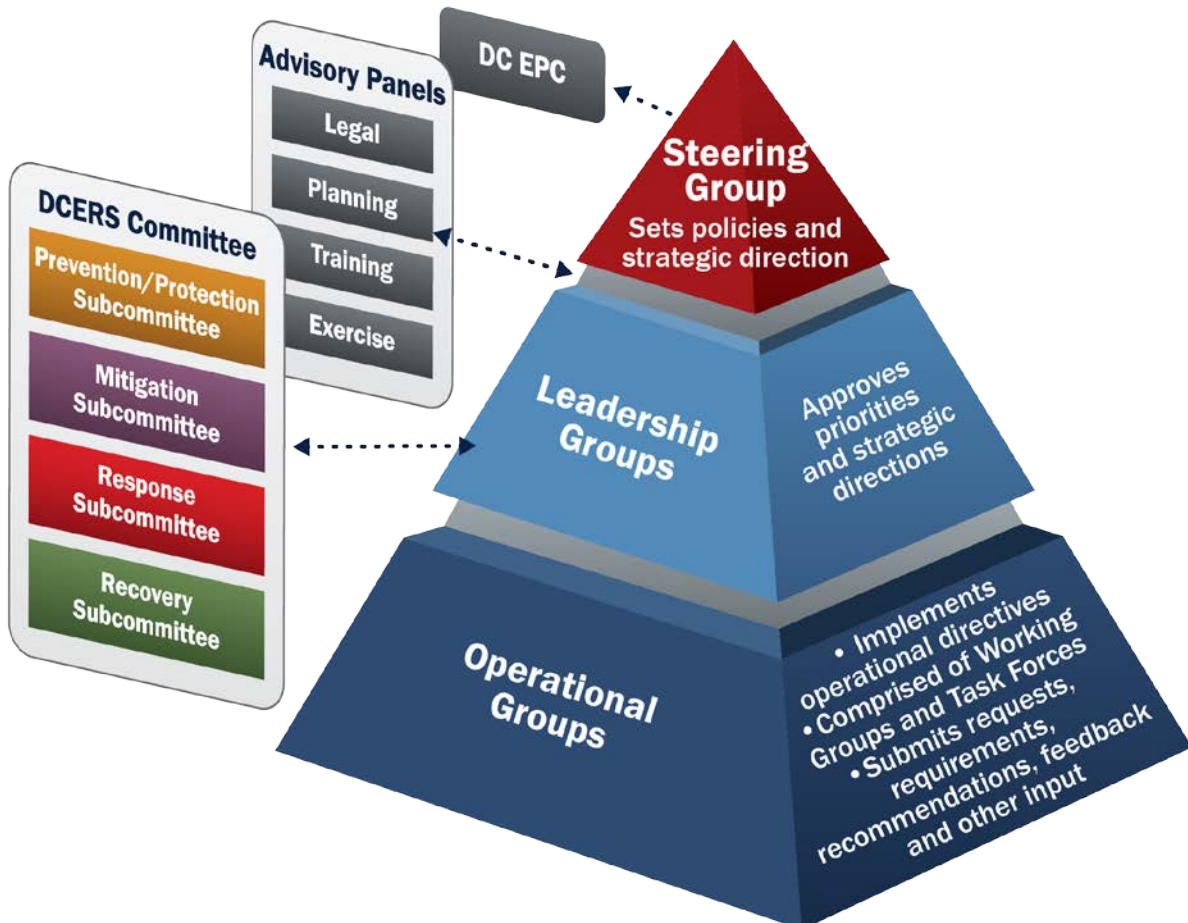 DC EPC
Advisory Panels
Legal
Planning
Training
Exercise
DCERS Committee
Prevention/Protection
Subcommittee
Mitigation
Subcommittee
Response
Subcommittee
Recovery
Subcommittee
Steering
Group
Sets policies and
strategic direction
Leadership
Groups
Approves
priorities
and strategic
directions
Operational
Groups
• Implements
operational directives
• Comprised of Working
Groups and Task Forces
• Submits requests,
requirements,
recommendations, feedback
and other input